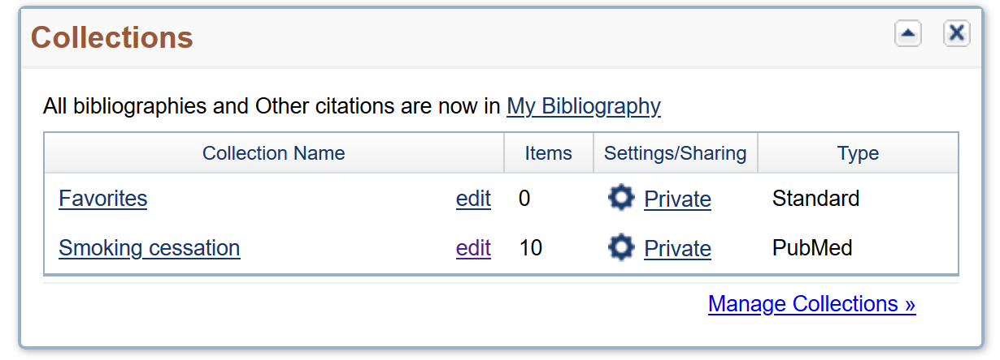 Collections
All bibliographies and Other citations are now in My Bibliography
Collection Name Items Settings/Sharing Type
Favorites edit 0 Private Standard
Smoking cessation edit 10 Private PubMed
Manage Collections »